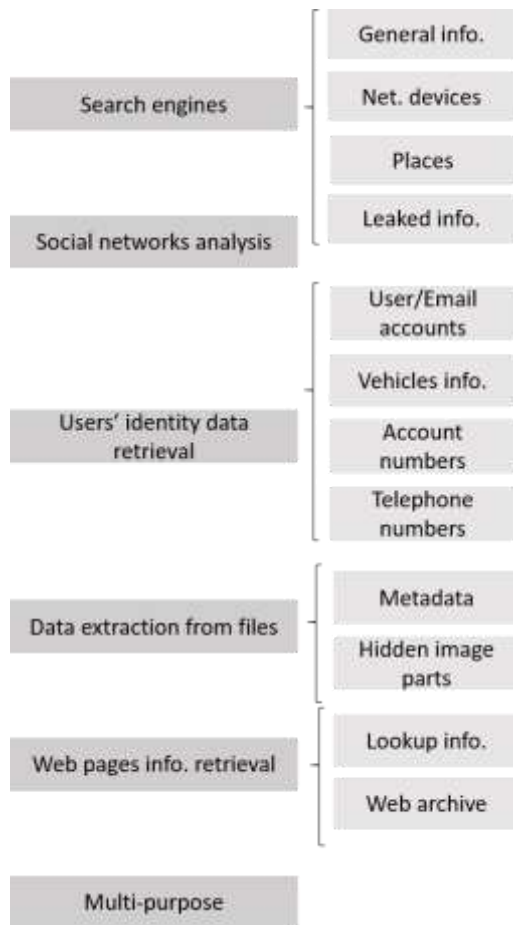 Search engines
General info.
Net. devices
Places
Leaked info.
Social networks analysis
Users’ identity data
retrieval
User/Email
accounts
Vehicles info.
Account
numbers
Telephone
numbers
Data extraction from files
Metadata
Hidden image
parts
Web pages info. retrieval
Lookup info.
Web archive
Multi-purpose